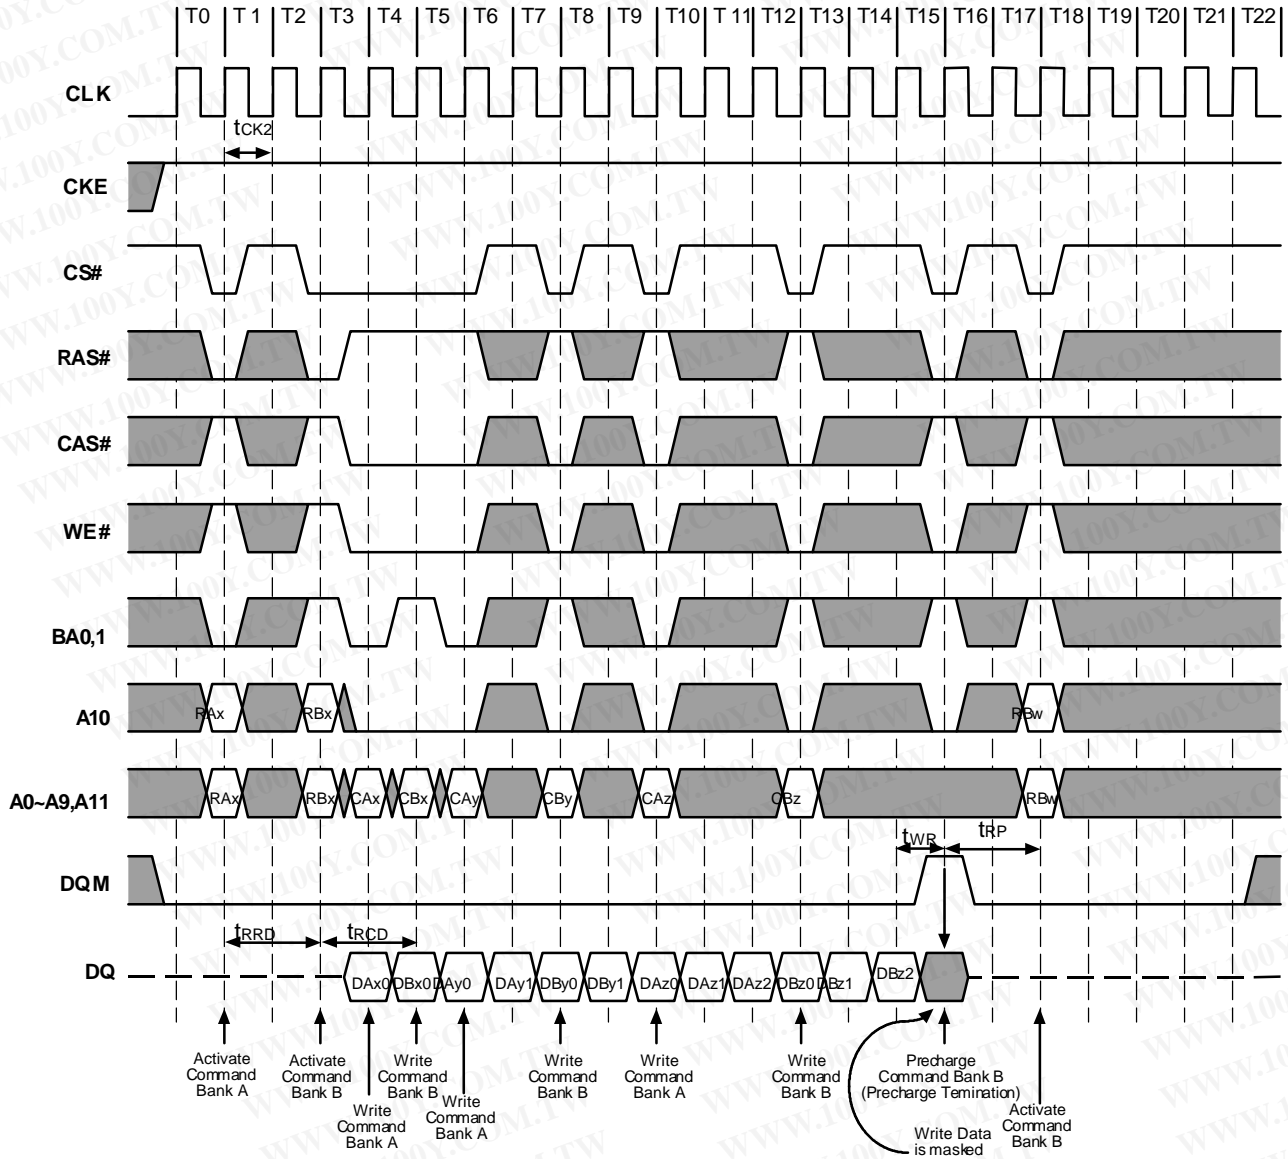 T0 T 1 T2 T3 T4 T5 T6 T7 T8 T9 T10 T 11 T12 T13 T14 T15 T16 T17 T18 T19 T20 T21 T22
CLK
tCK2
CKE
CS#
RAS#
CAS#
WE#
BA0,1
A10
RAx RBx RBw
A0~A9,A11
RAx RBx CAx CBx CAy CBy CAz CBz RBw
tWR tRP
DQM
tRRD tRCD
DQ
DAx0 DBx0 DAy0 DAy1 DBy0 DBy1 DAz0 DAz1 DAz2 DBz0 DBz1 DBz2
Activate
Command
Bank A
Activate
Command
Bank B
Write
Command
Bank A
Write
Command
Bank B
Write
Command
Bank A
Write
Command
Bank B
Write
Command
Bank A
Write
Command
Bank B
Precharge
Command Bank B
(Precharge Temination)
Write Data
is masked
Activate
Command
Bank B
WWW.100Y.COM.TW